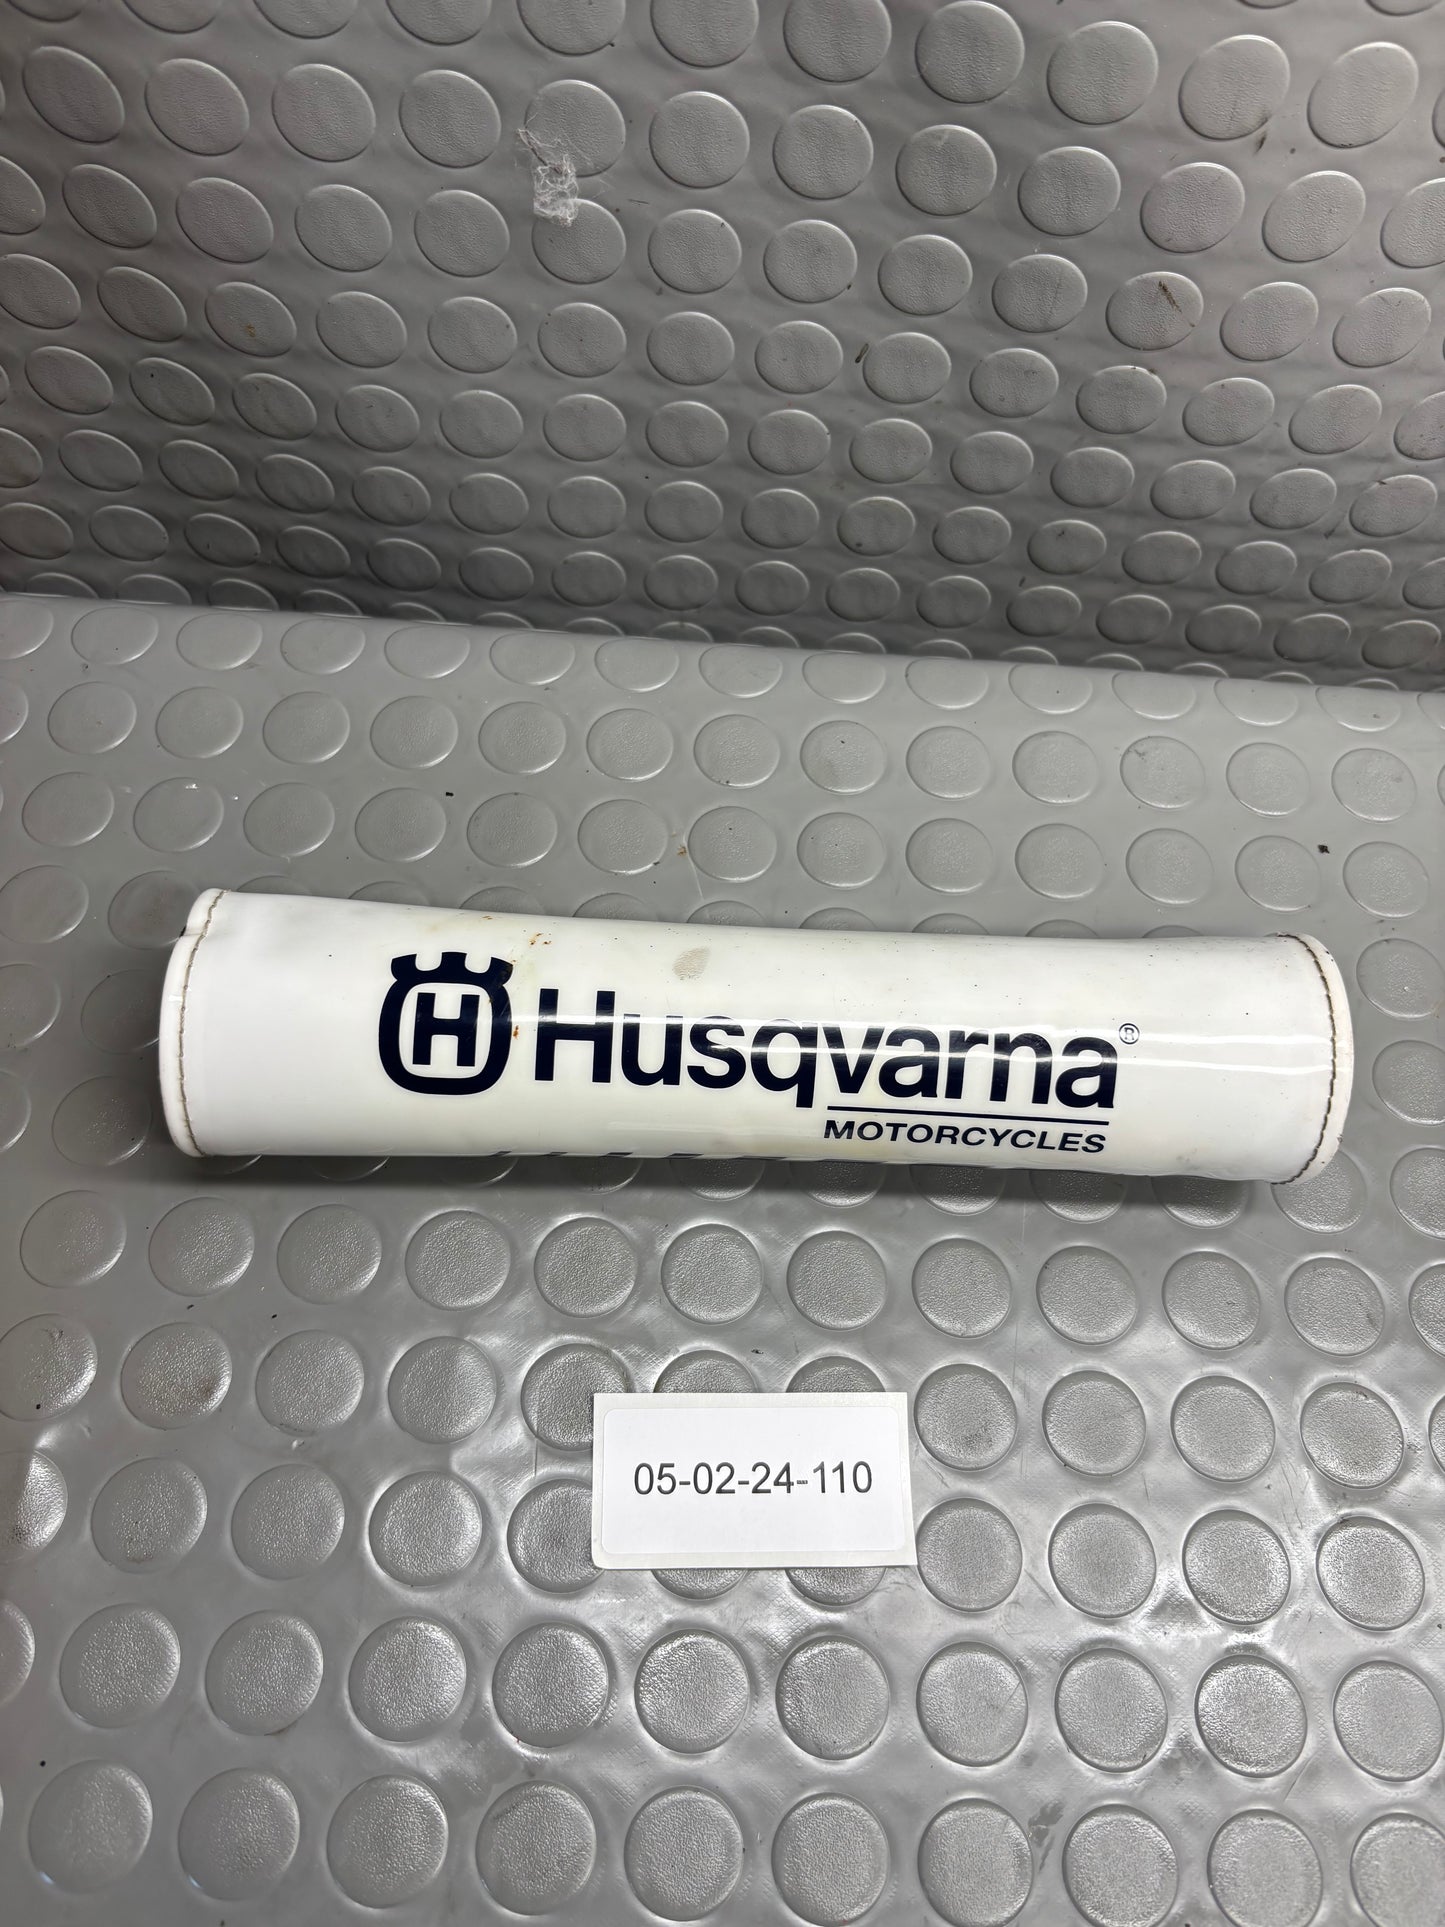 H Husqvarna®
MOTORCYCLES
05-02-24-110